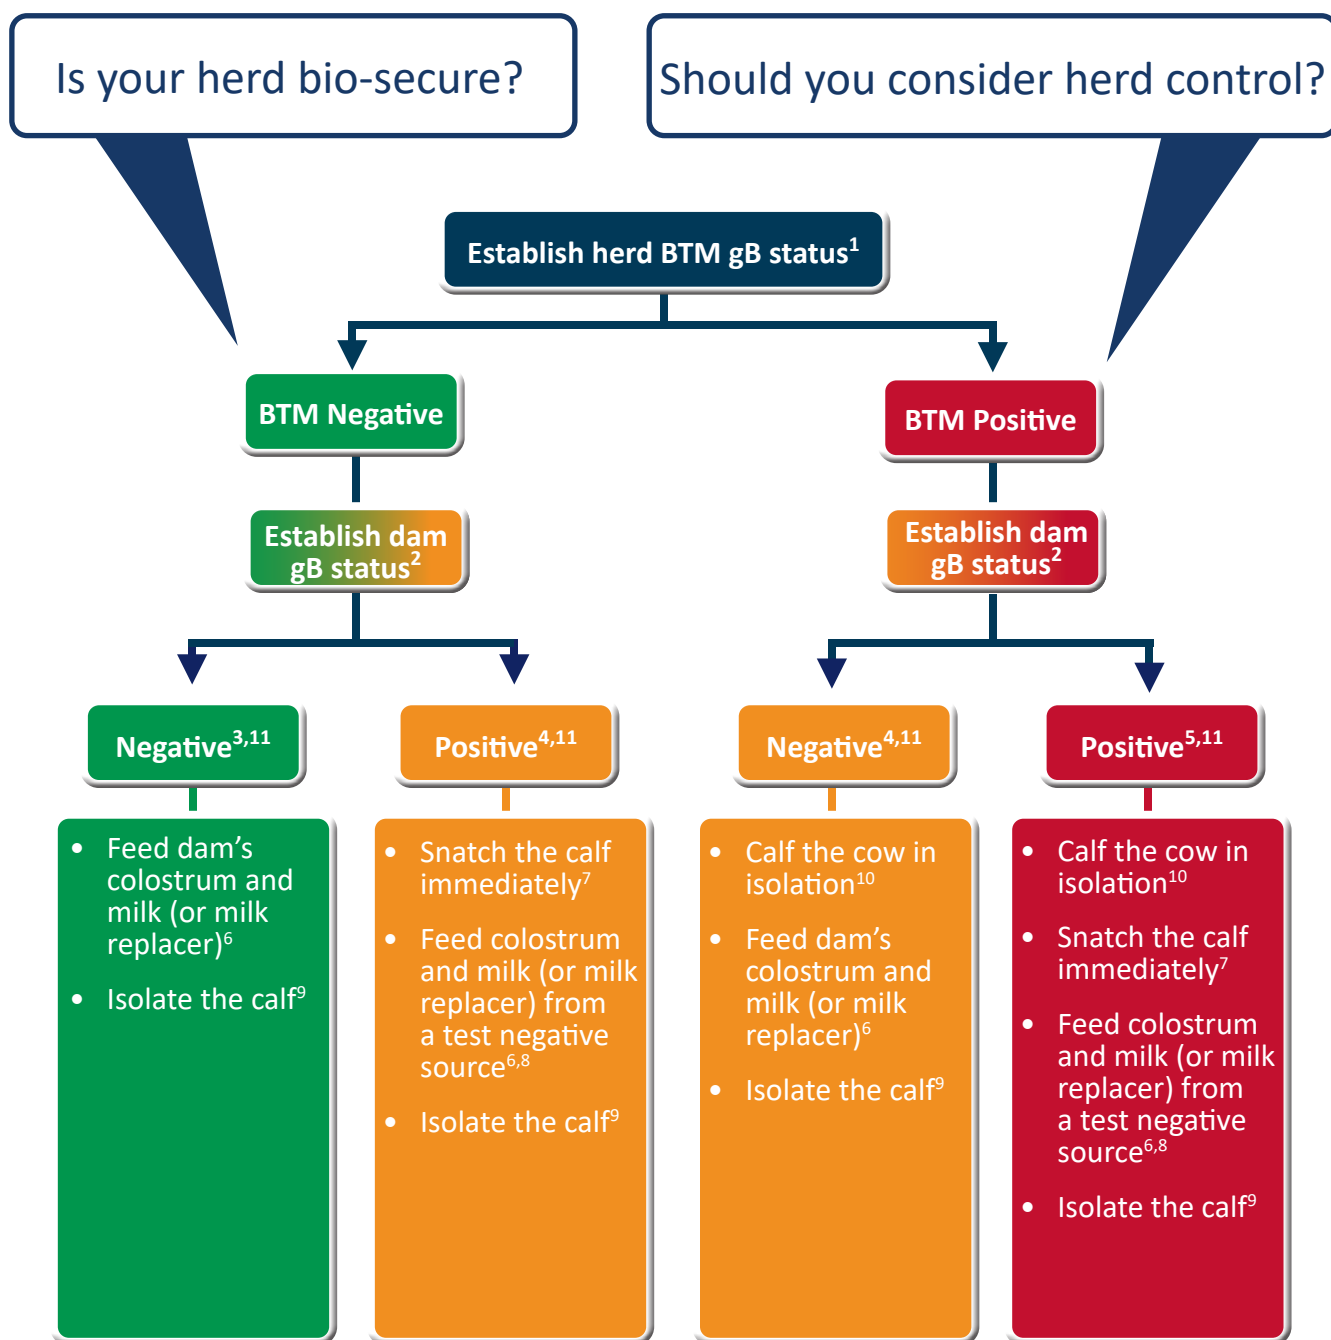 Is your herd bio-secure?
Should you consider herd control?
Establish herd BTM gB status1
BTM Negative
BTM Positive
Establish dam
gB status2
Establish dam
gB status2
Negative3,11
Positive4,11
Negative4,11
Positive5,11
• Feed dam’s
colostrum and
milk (or milk
replacer)6
• Isolate the calf9
• Snatch the calf
immediately7
• Feed colostrum
and milk (or milk
replacer) from
a test negative
source6,8
• Isolate the calf9
• Calf the cow in
isolation10
• Feed dam’s
colostrum and
milk (or milk
replacer)6
• Isolate the calf9
• Calf the cow in
isolation10
• Snatch the calf
immediately7
• Feed colostrum
and milk (or milk
replacer) from
a test negative
source6,8
• Isolate the calf9